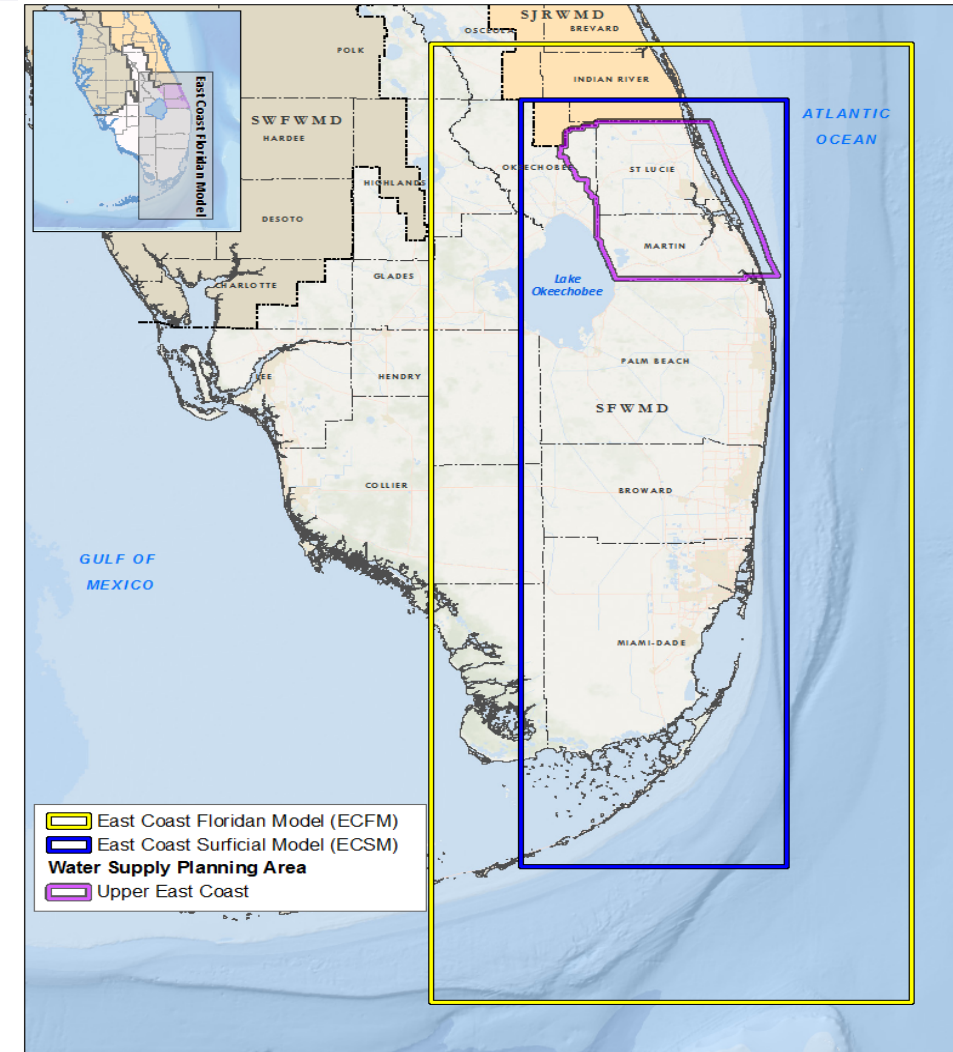 SJRWMD
OSCEOLA
BREVARD
POLK
INDIAN RIVER
ATLANTIC
OCEAN
SWFWMD
HARDEE
OKEECHOBEE
ST LUCIE
HIGHLANDS
DESOTO
MARTIN
GLADES
CHARLOTTE
Lake
Okeechobee
PALM BEACH
LEE
HENDRY
SFWMD
COLLIER
BROWARD
GULF OF
MEXICO
MIAMI-DADE
East Coast Floridan Model
East Coast Floridan Model (ECFM)
East Coast Surficial Model (ECSM)
Water Supply Planning Area
Upper East Coast